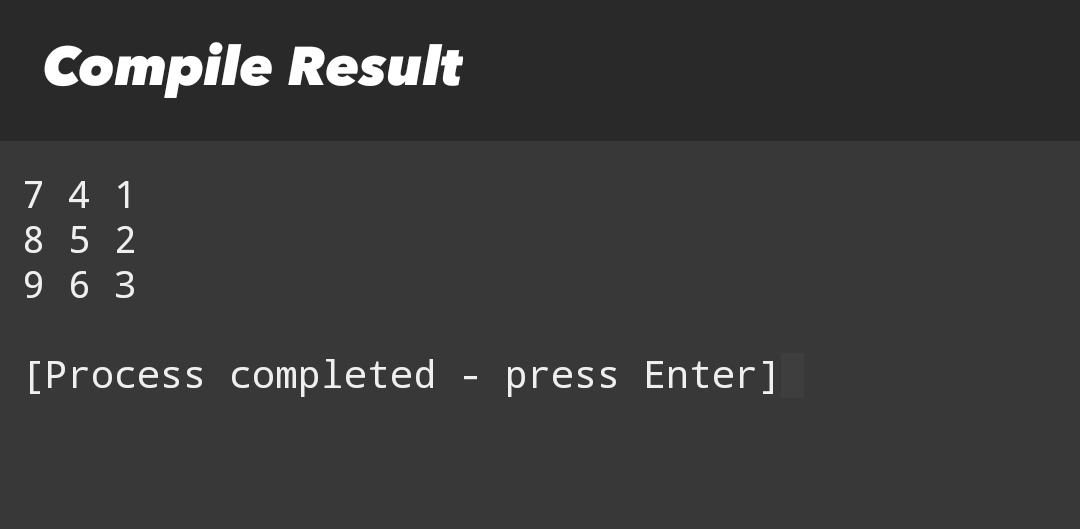 Compile Result
7 4 1
8 5 2
9 6 3
[Process completed - press Enter]